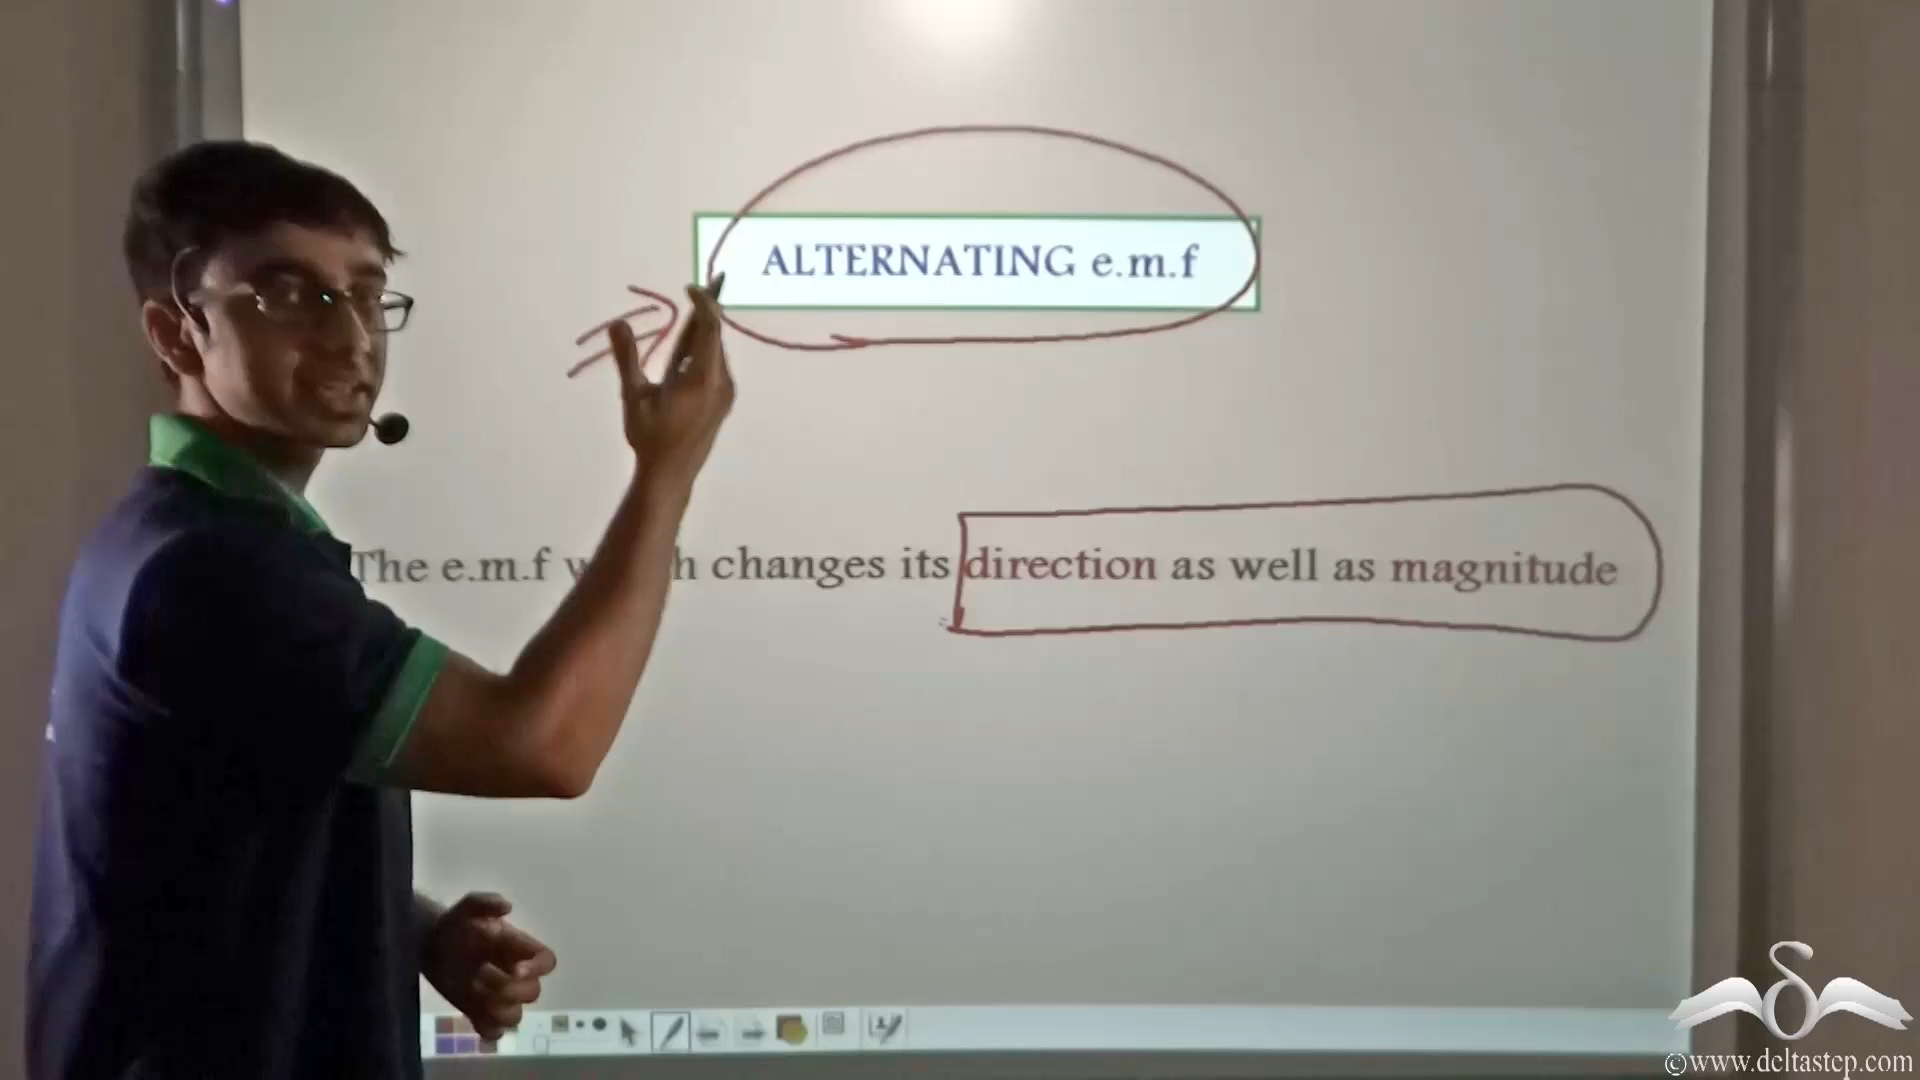 ALTERNATING e.m.f
The e.m.f changes its direction as well as magnitude
©www.deltastep.com